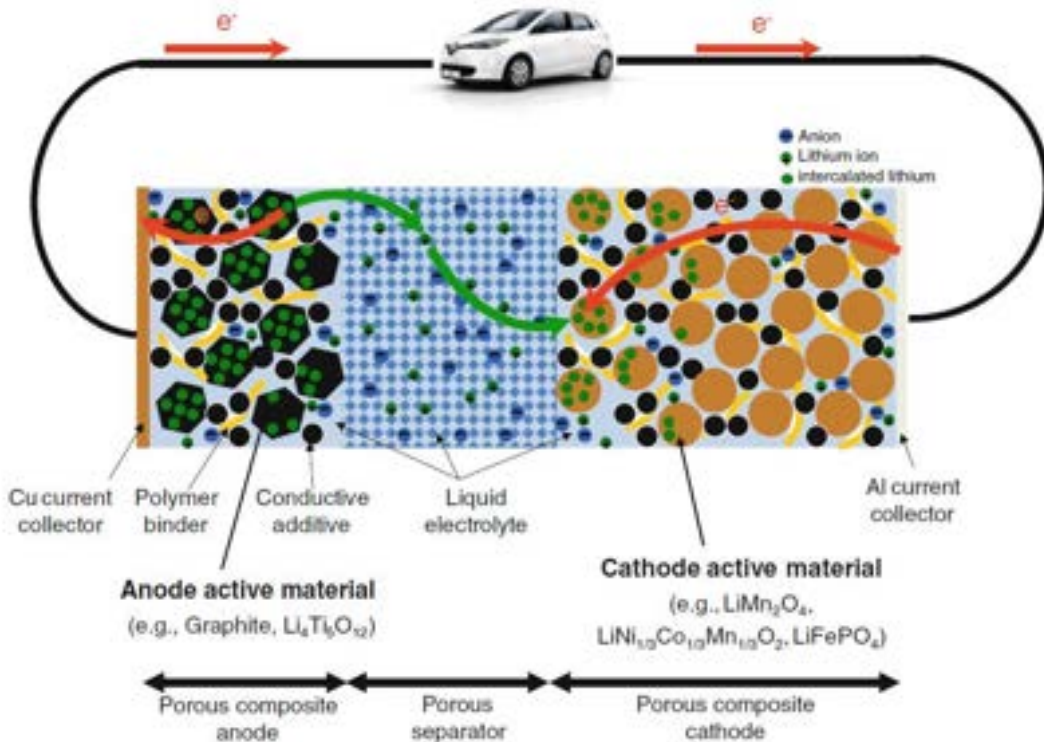 e-
e-
Anion
Lithium ion
intercalated lithium
e-
Cu current
collector
Polymer
binder
Conductive
additive
Liquid
electrolyte
Al current
collector
Anode active material
(e.g., Graphite, Li₄Ti₅O₁₂)
Cathode active material
(e.g., LiMn₂O₄,
LiNi₁/₃Co₁/₃Mn₁/₃O₂, LiFePO₄)
Porous composite
anode
Porous
separator
Porous composite
cathode